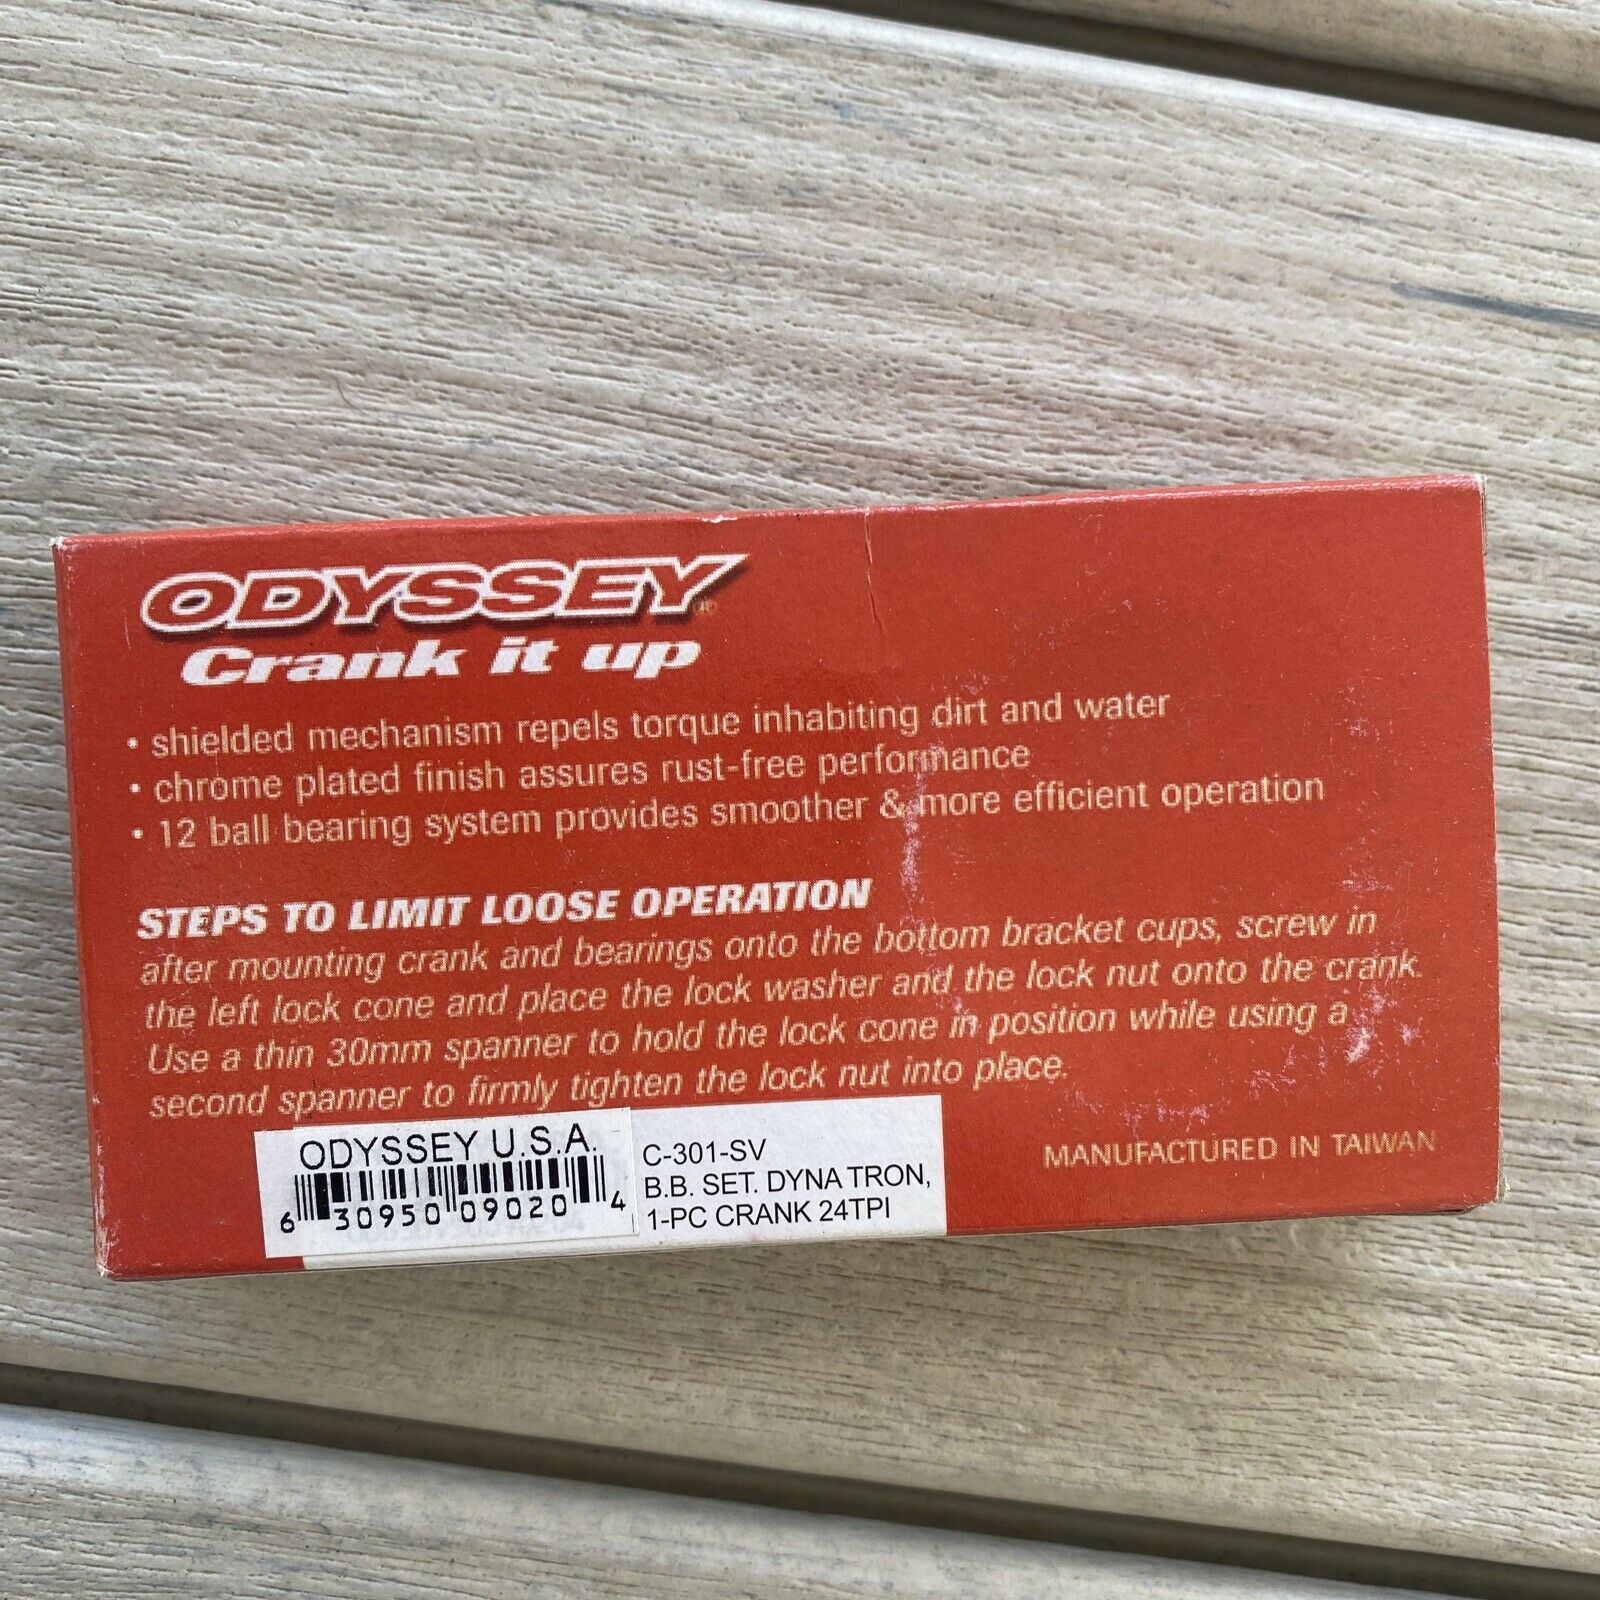 ODYSSEY®
Crank it up
• shielded mechanism repels torque inhabiting dirt and water
• chrome plated finish assures rust-free performance
• 12 ball bearing system provides smoother & more efficient operation
STEPS TO LIMIT LOOSE OPERATION
after mounting crank and bearings onto the bottom bracket cups, screw in
the left lock cone and place the lock washer and the lock nut onto the crank.
Use a thin 30mm spanner to hold the lock cone in position while using a
second spanner to firmly tighten the lock nut into place.
MANUFACTURED IN TAIWAN
ODYSSEY U.S.A.
6 30950 09020 4
C-301-SV
B.B. SET. DYNA TRON,
1-PC CRANK 24TPI